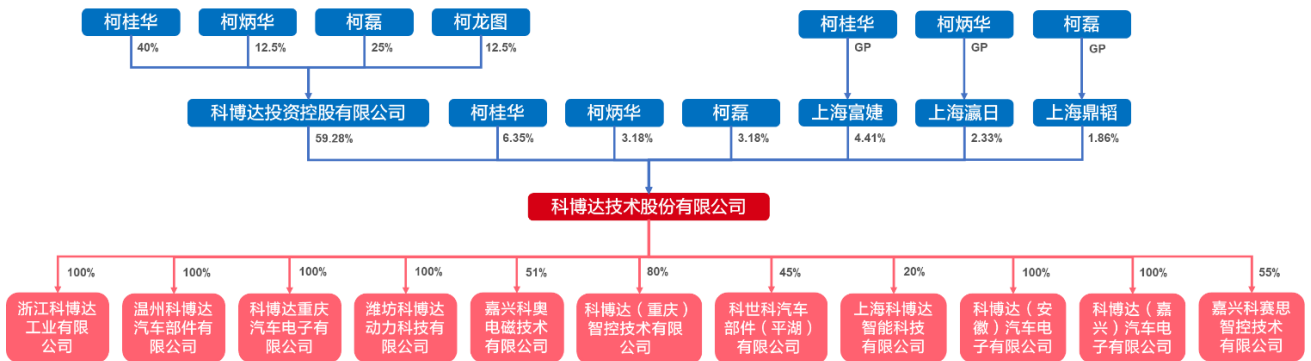 柯桂华 柯炳华 柯磊 柯龙图 柯桂华 柯炳华 柯磊
40% 12.5% 25% 12.5% GP GP GP
科博达投资控股有限公司 柯桂华 柯炳华 柯磊 上海富婕 上海瀛日 上海鼎韬
59.28% 6.35% 3.18% 3.18% 4.41% 2.33% 1.86%
科博达技术股份有限公司
100% 100% 100% 100% 51% 80% 45% 20% 100% 100% 55%
浙江科博达
工业有限
公司
温州科博达
汽车部件有
限公司
科博达重庆
汽车电子有
限公司
潍坊科博达
动力科技有
限公司
嘉兴科奥
电磁技术
有限公司
科博达（重庆）
智控技术有限
公司
科世科汽车
部件（平湖）
有限公司
上海科博达
智能科技
有限公司
科博达（安
徽）汽车电
子有限公司
科博达（嘉
兴）汽车电
子有限公司
嘉兴科赛思
智控技术
有限公司